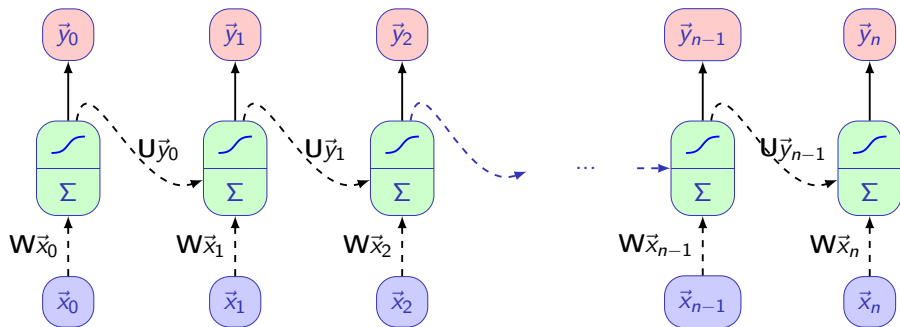 y⃗₀ y⃗₁ y⃗₂ y⃗ₙ₋₁ y⃗ₙ
Uy⃗₀ Uy⃗₁ Uy⃗ₙ₋₁
...
Σ Σ Σ Σ Σ
Wx⃗₀ Wx⃗₁ Wx⃗₂ Wx⃗ₙ₋₁ Wx⃗ₙ
x⃗₀ x⃗₁ x⃗₂ x⃗ₙ₋₁ x⃗ₙ